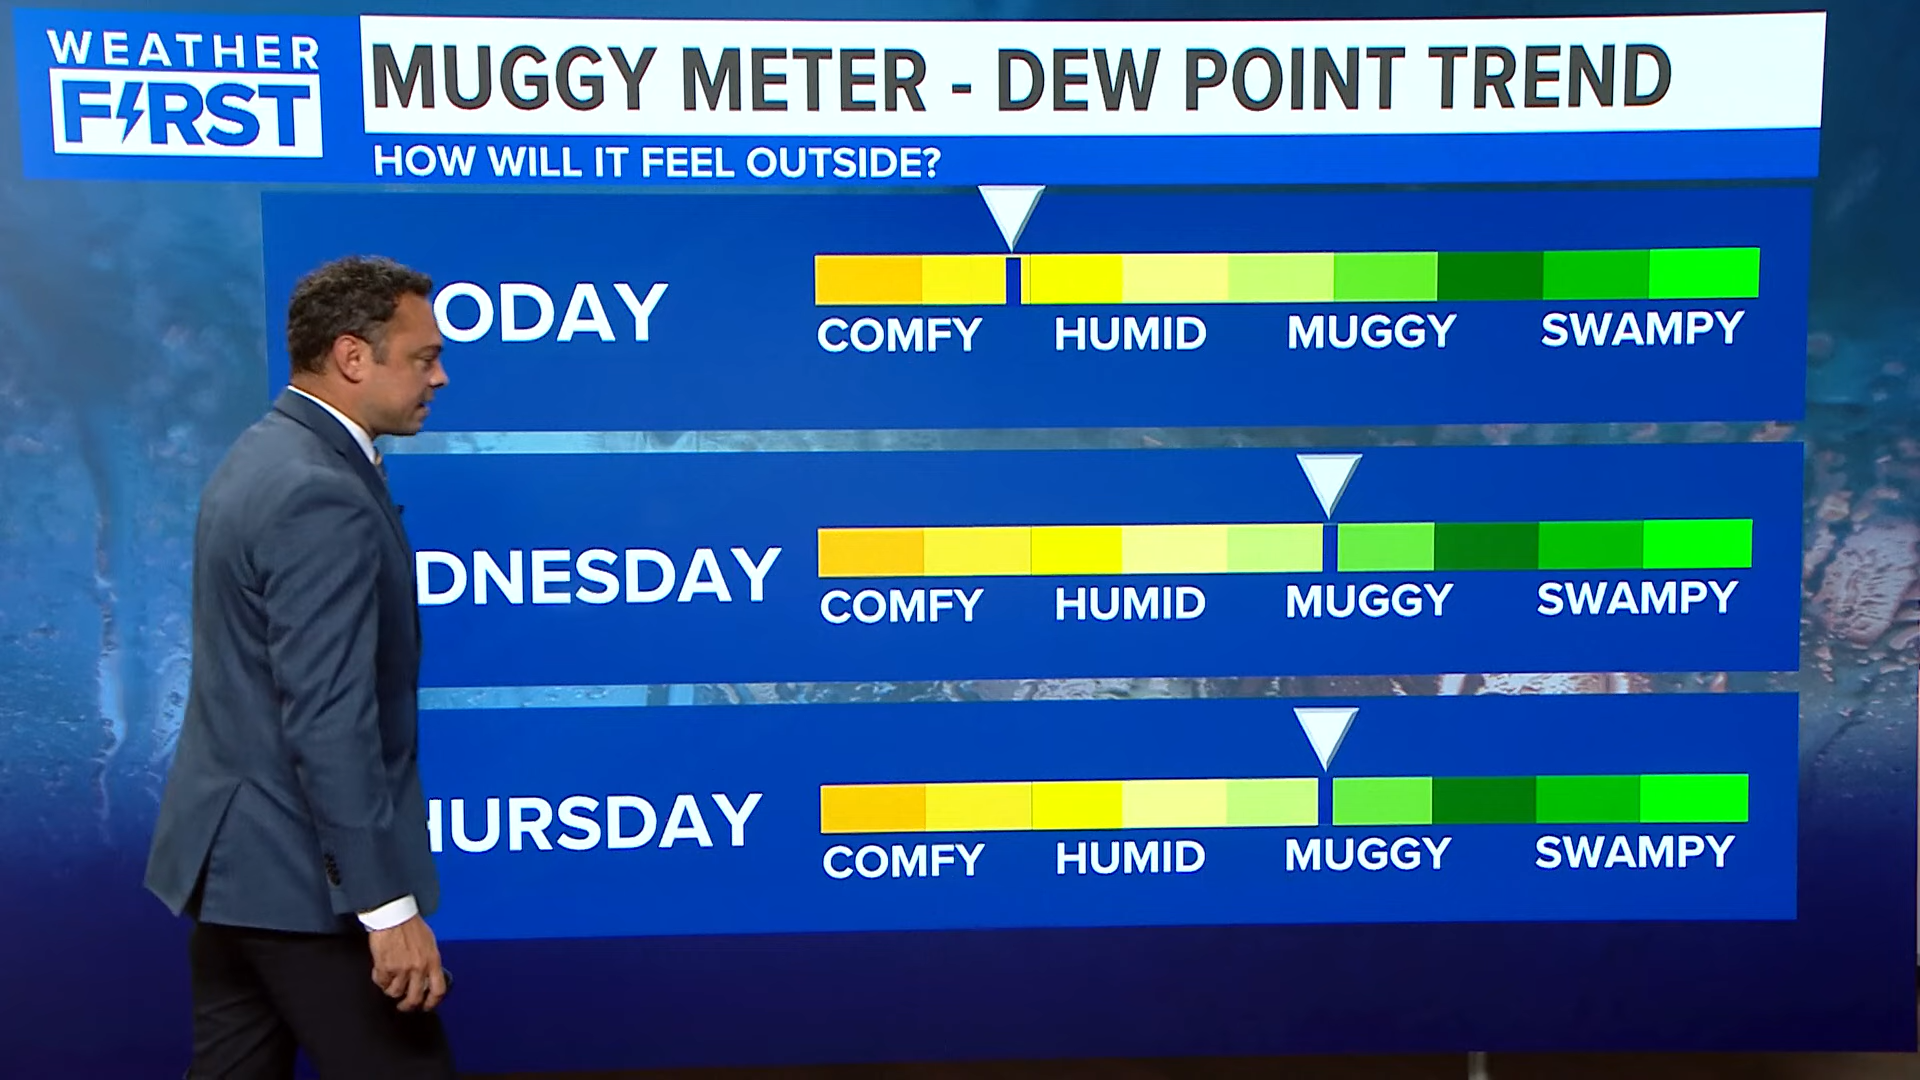 WEATHER
FIRST
MUGGY METER - DEW POINT TREND
HOW WILL IT FEEL OUTSIDE?
ODAY
COMFY HUMID MUGGY SWAMPY
DNESDAY
COMFY HUMID MUGGY SWAMPY
HURSDAY
COMFY HUMID MUGGY SWAMPY